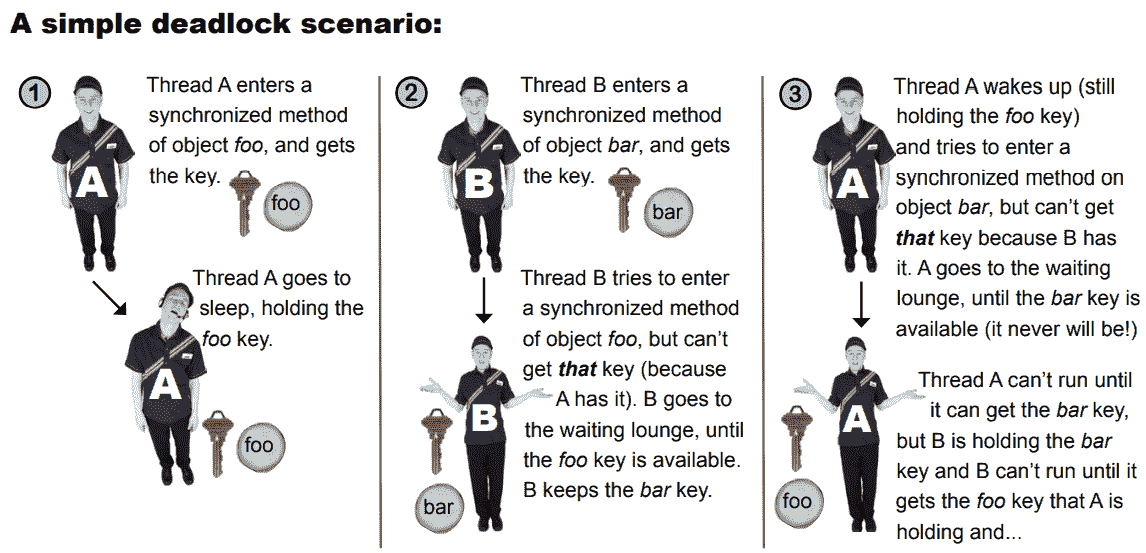 A simple deadlock scenario:
1
Thread A enters a
synchronized method
of object foo, and gets
the key.
A
foo
Thread A goes to
sleep, holding the
foo key.
A
foo
2
Thread B enters a
synchronized method
of object bar, and gets
the key.
B
bar
Thread B tries to enter
a synchronized method
of object foo, but can't
get that key (because
A has it). B goes to
the waiting lounge, until
the foo key is available.
B keeps the bar key.
B
bar
3
Thread A wakes up (still
holding the foo key)
and tries to enter a
synchronized method on
object bar, but can't get
that key because B has
it. A goes to the waiting
lounge, until the bar key is
available (it never will be!)
A
Thread A can't run until
it can get the bar key,
but B is holding the bar
key and B can't run until it
gets the foo key that A is
holding and...
A
foo